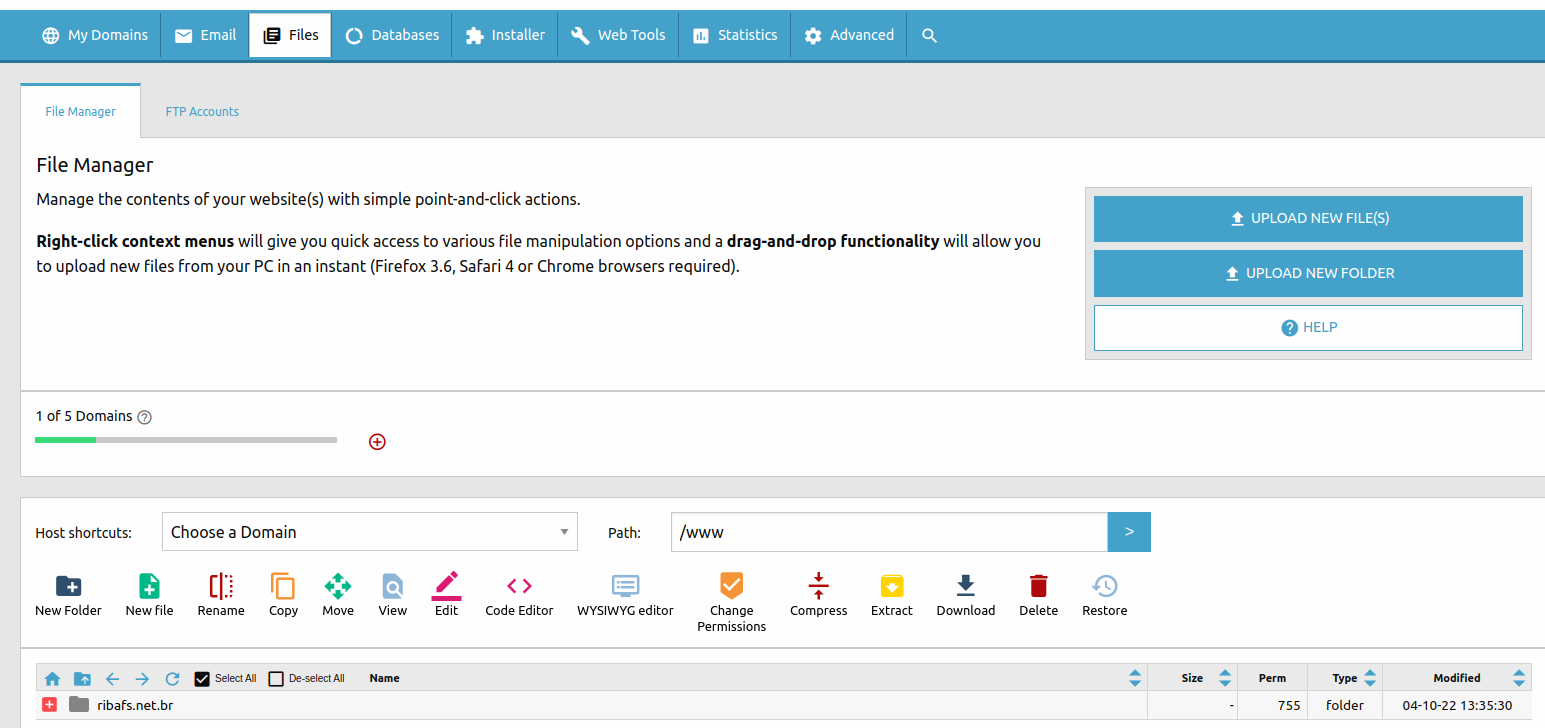 My Domains Email Files Databases Installer Web Tools Statistics Advanced
File Manager FTP Accounts
File Manager
Manage the contents of your website(s) with simple point-and-click actions.
Right-click context menus will give you quick access to various file manipulation options and a drag-and-drop functionality will allow you
to upload new files from your PC in an instant (Firefox 3.6, Safari 4 or Chrome browsers required).
UPLOAD NEW FILE(S)
UPLOAD NEW FOLDER
? HELP
1 of 5 Domains ?
Host shortcuts: Choose a Domain Path: /www >
New Folder New file Rename Copy Move View Edit Code Editor WYSIWYG editor Change Permissions Compress Extract Download Delete Restore
Select All De-select All Name Size Perm Type Modified
ribafs.net.br - 755 folder 04-10-22 13:35:30